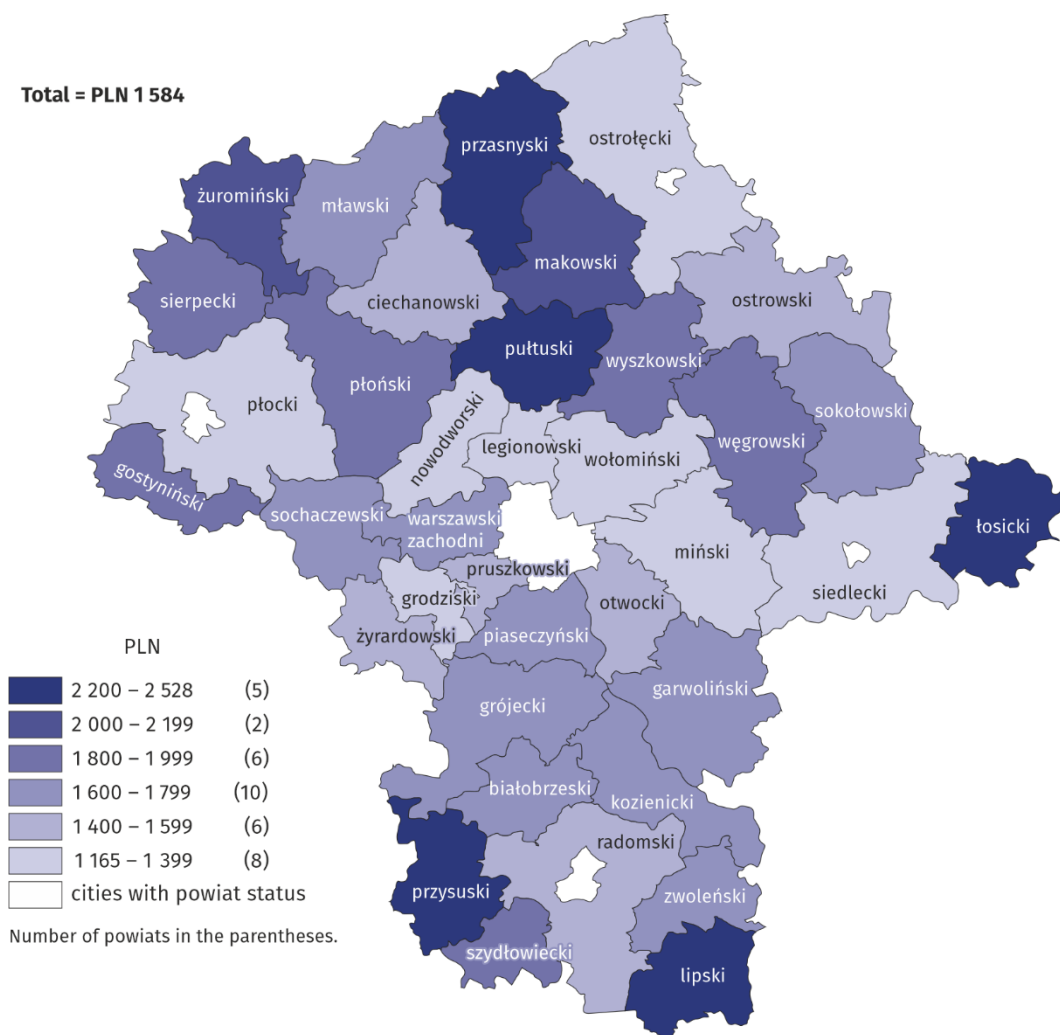 Total = PLN 1 584
przasnyski
ostrołęcki
żuromiński
mławski
makowski
sierpecki
ciechanowski
ostrowski
pułtuski
wyszkowski
płoński
płocki
nowodworski
legionowski
wołomiński
węgrowski
sokołowski
gostyniński
sochaczewski
warszawski
zachodni
łosicki
miński
siedlecki
pruszkowski
grodziski
otwocki
żyrardowski
piaseczyński
garwoliński
grójecki
białobrzeski
kozienicki
radomski
przysuski
zwoleński
szydłowiecki
lipski
PLN
2 200 – 2 528 (5)
2 000 – 2 199 (2)
1 800 – 1 999 (6)
1 600 – 1 799 (10)
1 400 – 1 599 (6)
1 165 – 1 399 (8)
cities with powiat status
Number of powiats in the parentheses.